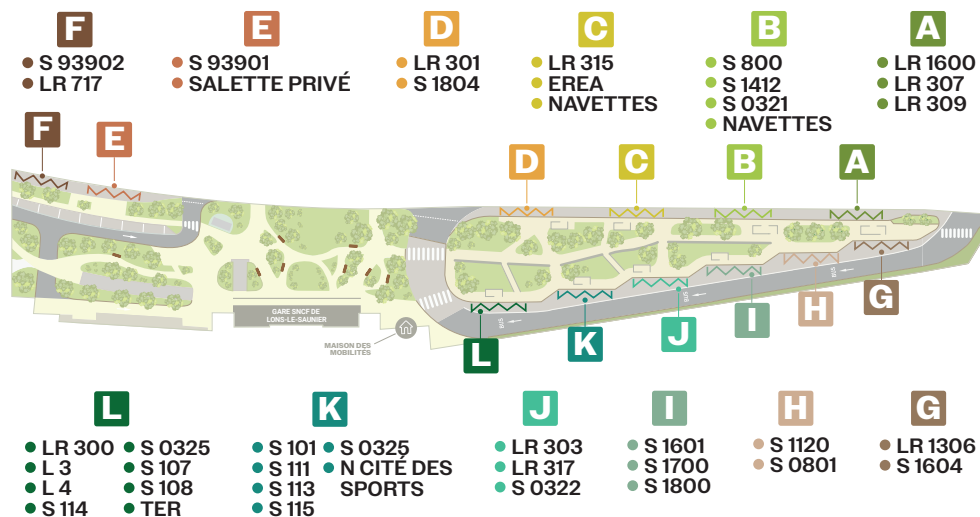 F
S 93902
LR 717
E
S 93901
SALETTE PRIVÉ
D
LR 301
S 1804
C
LR 315
EREA
NAVETTES
B
S 800
S 1412
S 0321
NAVETTES
A
LR 1600
LR 307
LR 309
F
E
D
C
B
A
GARE SNCF DE
LONS-LE-SAUNIER
MAISON DES
MOBILITÉS
BUS
BUS
BUS
L
K
J
I
H
G
L
LR 300
L 3
L 4
S 114
S 0325
S 107
S 108
TER
K
S 101
S 111
S 113
S 115
S 0325
N CITÉ DES
SPORTS
J
LR 303
LR 317
S 0322
I
S 1601
S 1700
S 1800
H
S 1120
S 0801
G
LR 1306
S 1604